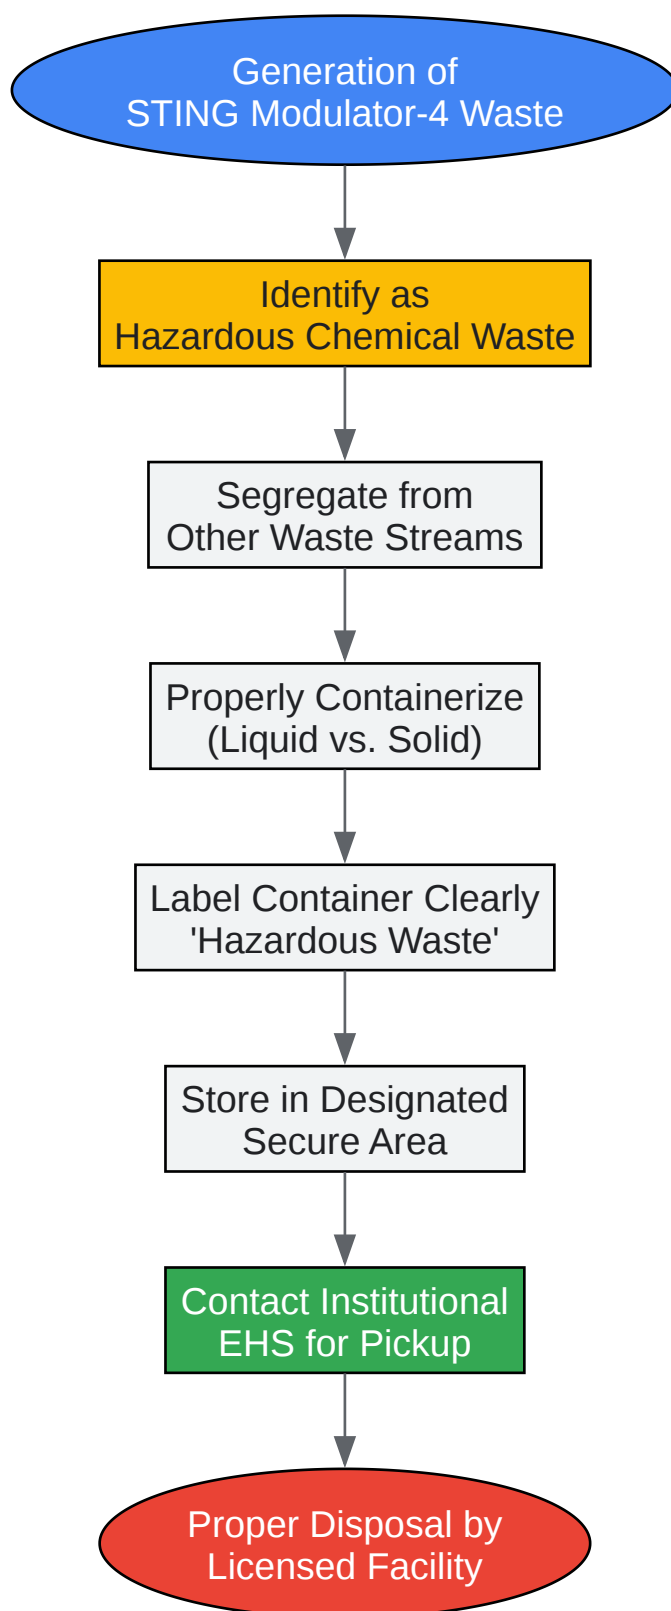 Generation of
STING Modulator-4 Waste
Identify as
Hazardous Chemical Waste
Segregate from
Other Waste Streams
Properly Containerize
(Liquid vs. Solid)
Label Container Clearly
'Hazardous Waste'
Store in Designated
Secure Area
Contact Institutional
EHS for Pickup
Proper Disposal by
Licensed Facility